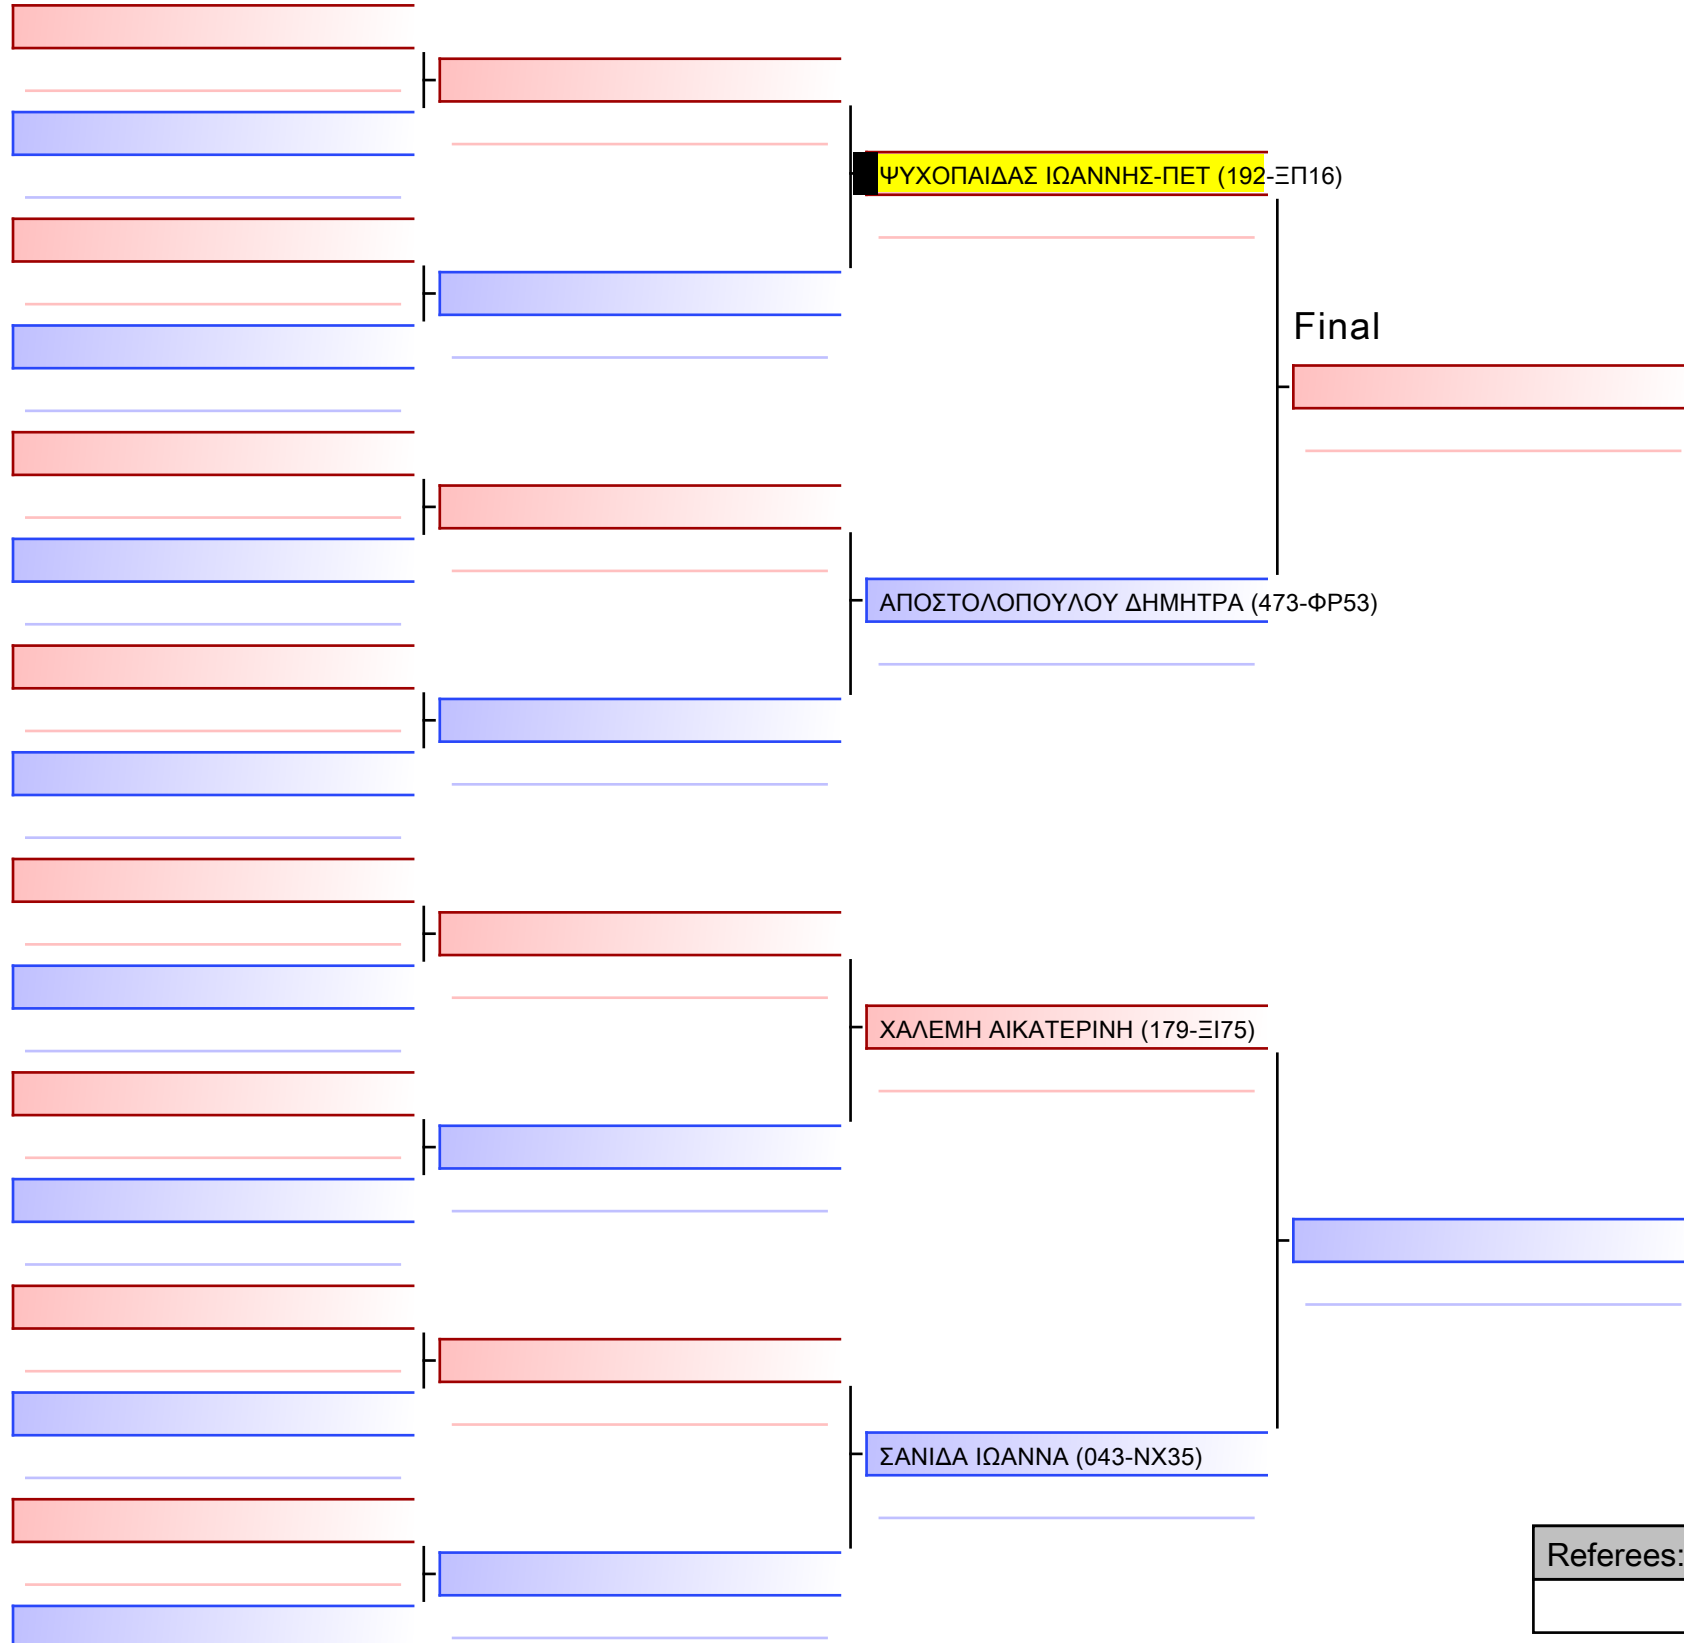 ΨΥΧΟΠΑΙΔΑΣ ΙΩΑΝΝΗΣ-ΠΕΤ (192-ΞΠ16)
Final
ΑΠΟΣΤΟΛΟΠΟΥΛΟΥ ΔΗΜΗΤΡΑ (473-ΦΡ53)
ΧΑΛΕΜΗ ΑΙΚΑΤΕΡΙΝΗ (179-ΞΙ75)
ΣΑΝΙΔΑ ΙΩΑΝΝΑ (043-ΝΧ35)
Referees: